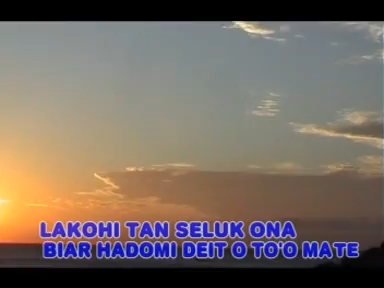 LAKOHI TAN SELUK ONA
BIAR HADOMI DEIT O TO'O MATE